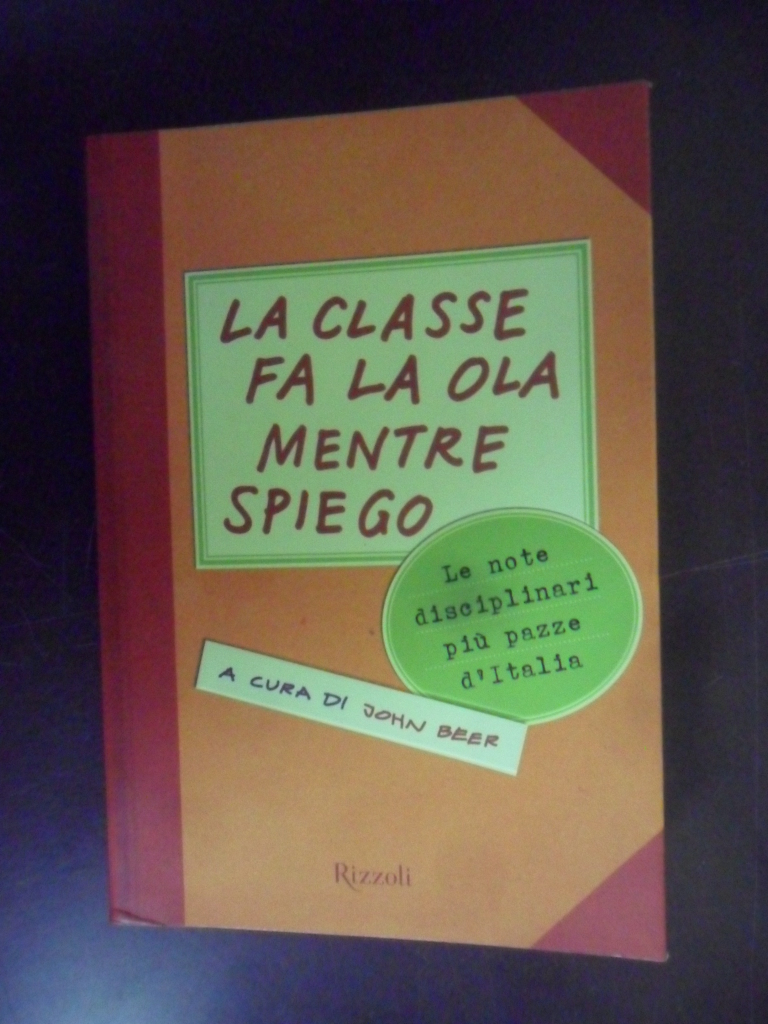 LA CLASSE
FA LA OLA
MENTRE
SPIEGO
Le note
disciplinari
più pazze
d'Italia
A CURA DI JOHN BEER
Rizzoli